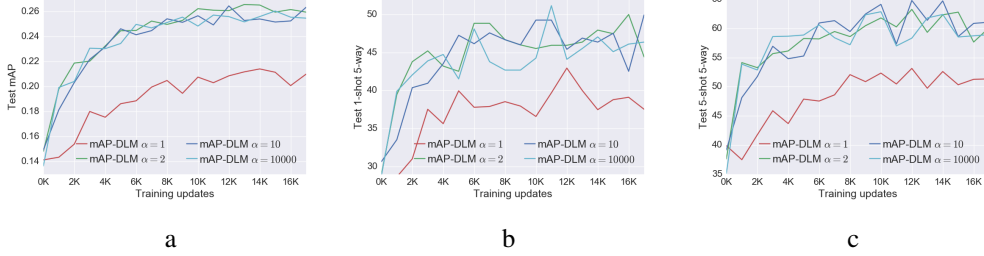 0.26
0.24
0.22
0.20
0.18
0.16
0.14
Test mAP
mAP-DLM α = 1
mAP-DLM α = 2
mAP-DLM α = 10
mAP-DLM α = 10000
0K 2K 4K 6K 8K 10K 12K 14K 16K
Training updates
a
50
45
40
35
30
Test 1-shot 5-way
mAP-DLM α = 1
mAP-DLM α = 2
mAP-DLM α = 10
mAP-DLM α = 10000
0K 2K 4K 6K 8K 10K 12K 14K 16K
Training updates
b
65
60
55
50
45
40
35
Test 5-shot 5-way
mAP-DLM α = 1
mAP-DLM α = 2
mAP-DLM α = 10
mAP-DLM α = 10000
0K 2K 4K 6K 8K 10K 12K 14K 16K
Training updates
c